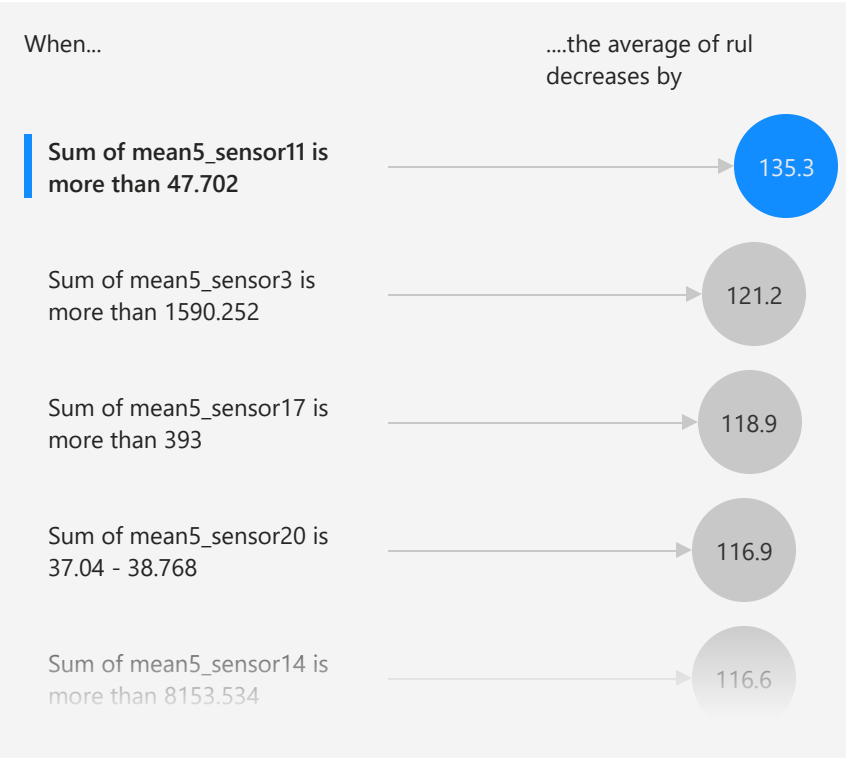 When...
....the average of rul
decreases by
Sum of mean5_sensor11 is
more than 47.702
135.3
Sum of mean5_sensor3 is
more than 1590.252
121.2
Sum of mean5_sensor17 is
more than 393
118.9
Sum of mean5_sensor20 is
37.04 - 38.768
116.9
Sum of mean5_sensor14 is
more than 8153.534
116.6